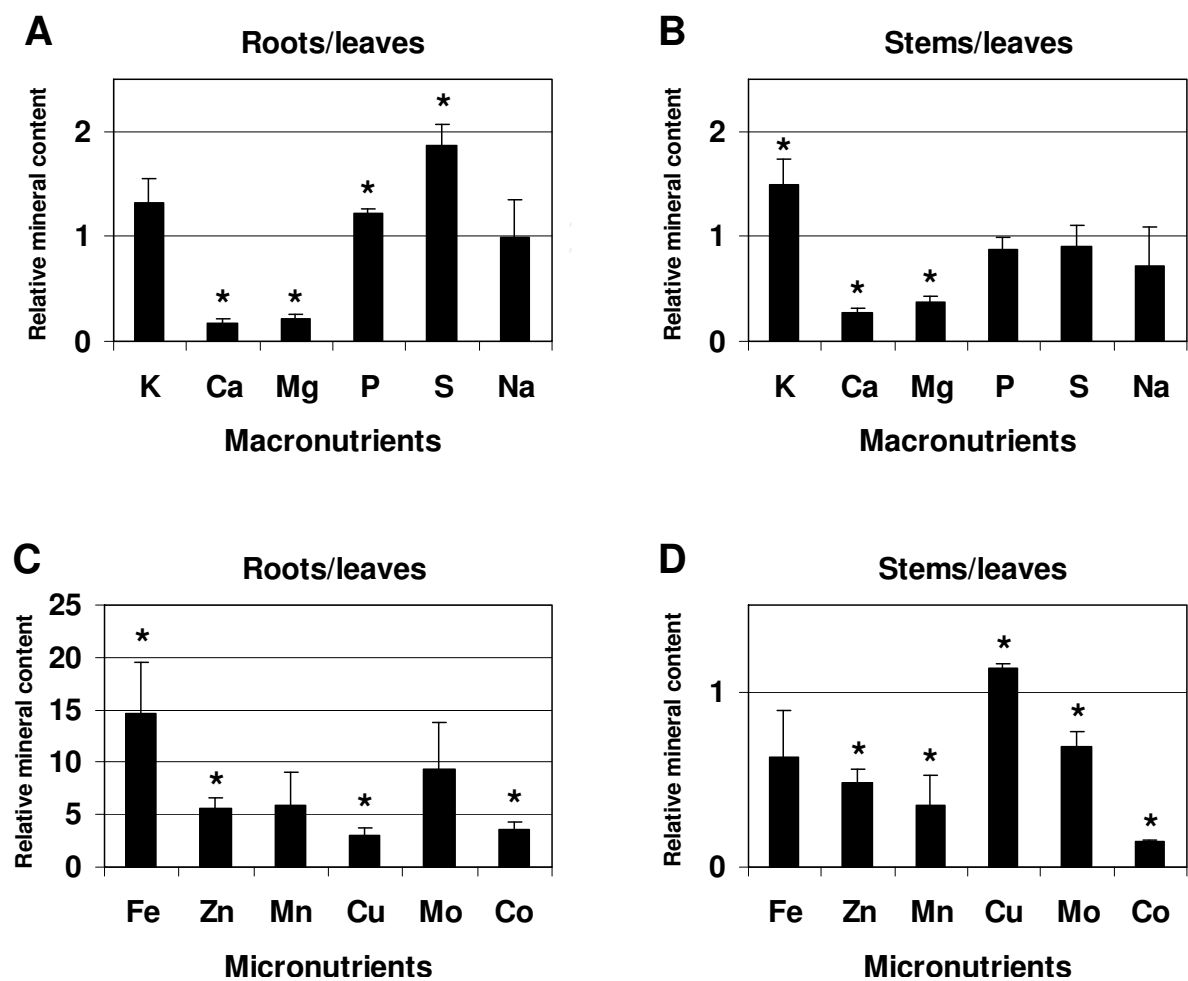 A
Roots/leaves
Relative mineral content
2
1
0
* * * *
K Ca Mg P S Na
Macronutrients
B
Stems/leaves
Relative mineral content
2
1
0
* * *
K Ca Mg P S Na
Macronutrients
C
Roots/leaves
Relative mineral content
25
20
15
10
5
0
* * * *
Fe Zn Mn Cu Mo Co
Micronutrients
D
Stems/leaves
Relative mineral content
1
0
* * * * *
Fe Zn Mn Cu Mo Co
Micronutrients